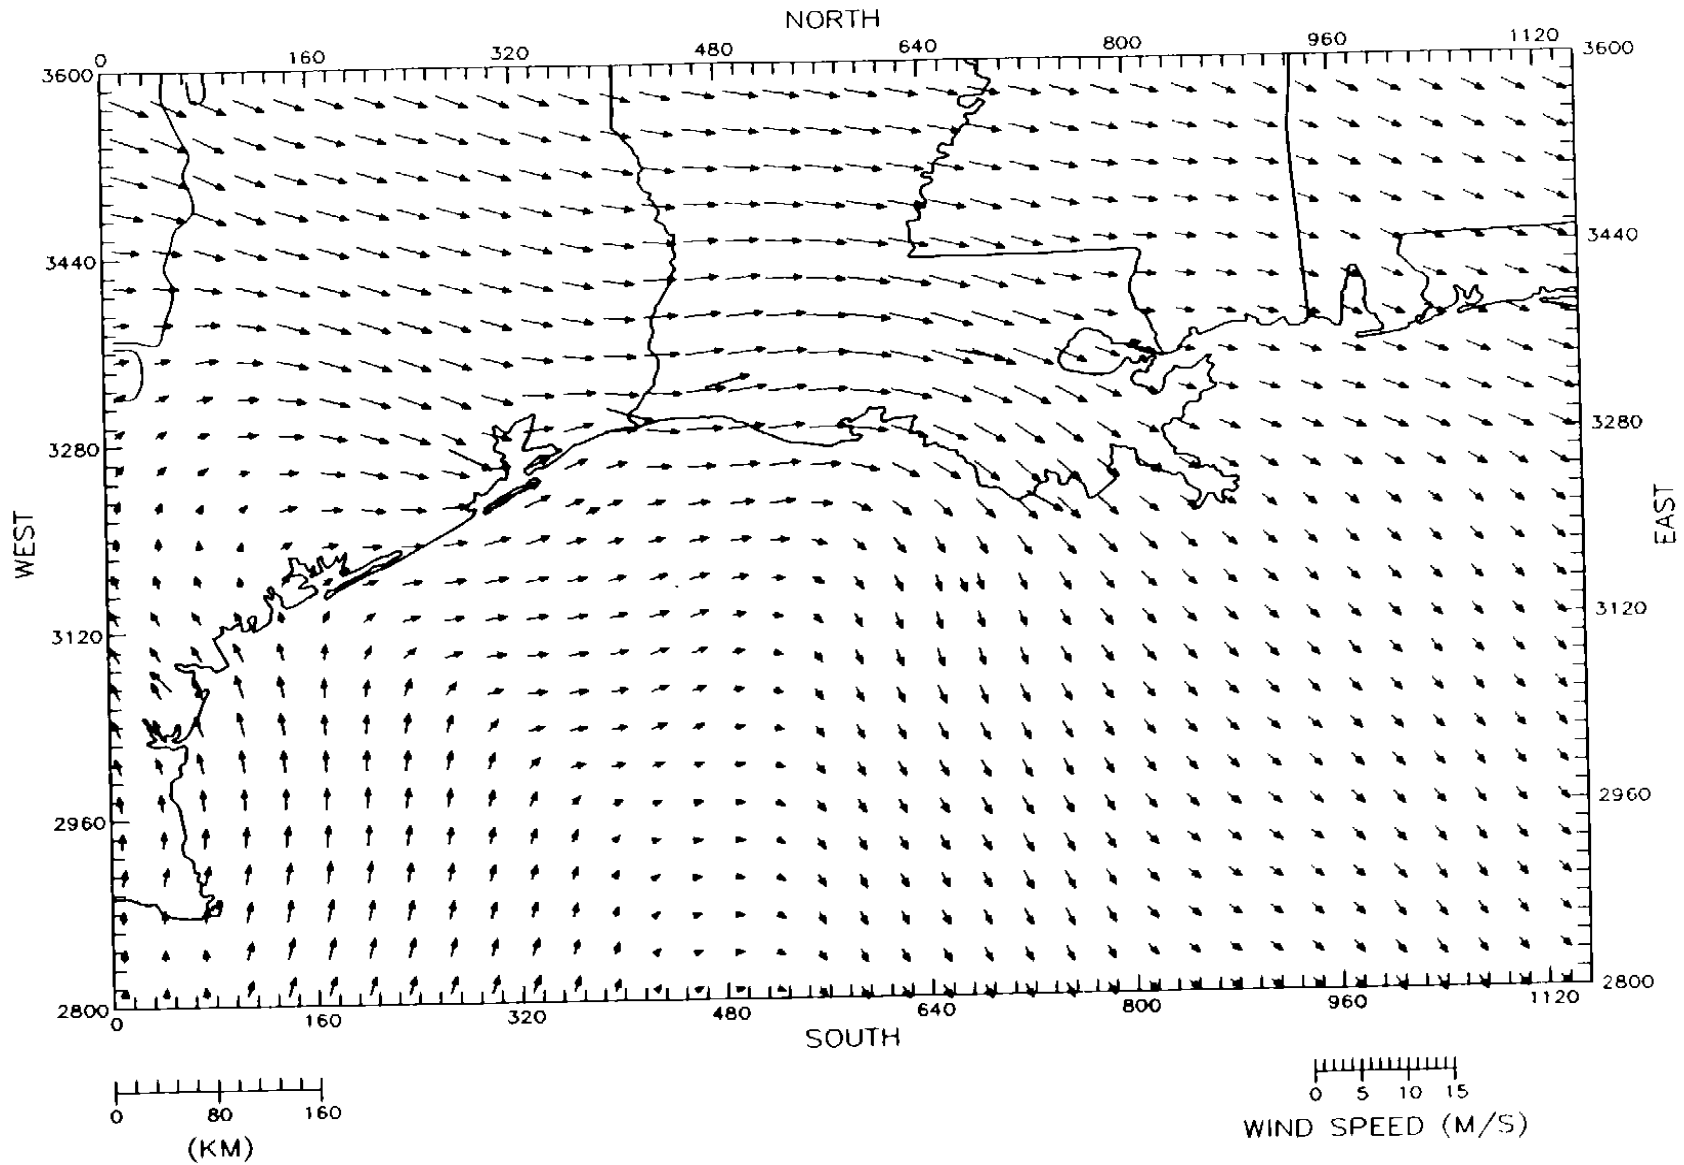 NORTH
0 160 320 480 640 800 960 1120
3600 3600
3440 3440
3280 3280
WEST EAST
3120 3120
2960 2960
2800 2800
0 160 320 480 640 800 960 1120
SOUTH
0 80 160
(KM)
0 5 10 15
WIND SPEED (M/S)